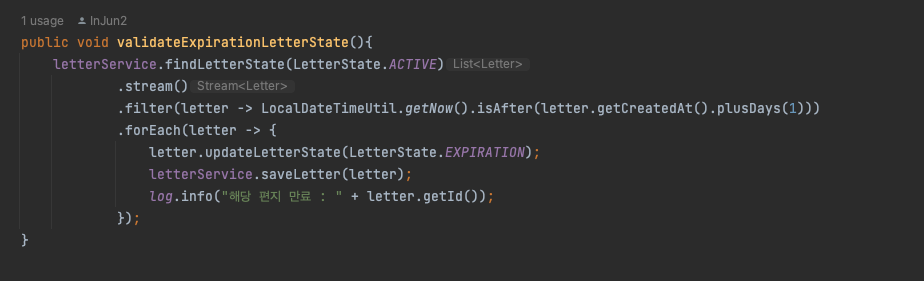 1 usage InJun2
public void validateExpirationLetterState(){
letterService.findLetterState(LetterState.ACTIVE) List<Letter>
.stream() Stream<Letter>
.filter(letter -> LocalDateTimeUtil.getNow().isAfter(letter.getCreatedAt().plusDays(1)))
.forEach(letter -> {
letter.updateLetterState(LetterState.EXPIRATION);
letterService.saveLetter(letter);
log.info("해당 편지 만료 : " + letter.getId());
});
}